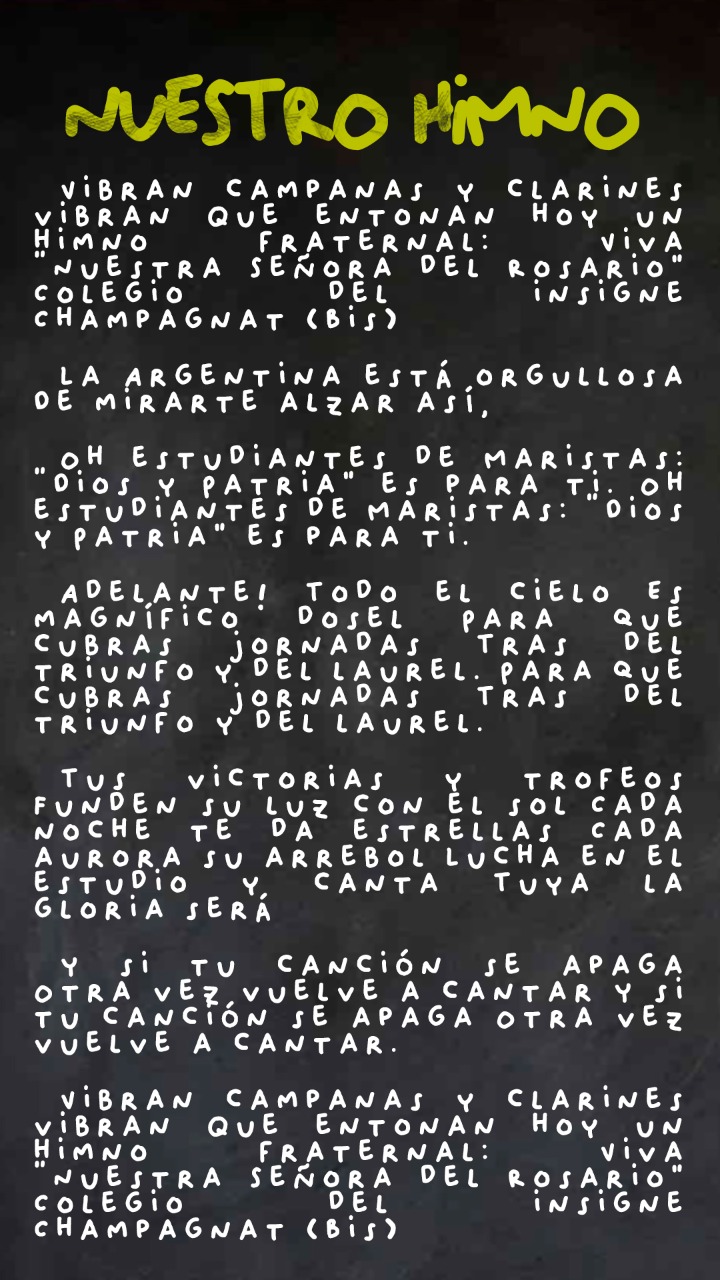 NUESTRO HiMNO
ViBRAN CAMPANAS Y CLARiNES
ViBRAN QUE ENTONAN HOY UN
HiMNO FRATERNAL: ViVA
"NUESTRA SEÑORA DEL ROSARiO"
COLEGiO DEL iNSiGNE
CHAMPAGNAT (BiS)
LA ARGENTiNA ESTÁ ORGULLOSA
DE MiRARTE ALZAR ASÍ,
OH ESTUDiANTES DE MARiSTAS:
"DiOS Y PATRiA" ES PARA Ti. OH
ESTUDiANTES DE MARiSTAS: "DiOS
Y PATRiA" ES PARA Ti.
ADELANTE! TODO EL CiELO ES
MAGNÍFiCO DOSEL PARA QUE
CUBRAS jORNADAS TRAS DEL
TRiUNFO Y DEL LAUREL. PARA QUE
CUBRAS jORNADAS TRAS DEL
TRiUNFO Y DEL LAUREL.
TUS ViCTORiAS Y TROFEOS
FUNDEN SU LUZ CON EL SOL CADA
NOCHE TE DA ESTRELLAS CADA
AURORA SU ARREBOL LUCHA EN EL
ESTUDiO Y CANTA TUYA LA
GLORiA SERÁ
Y Si TU CANCiÓN SE APAGA
OTRA VEZ VUELVE A CANTAR Y Si
TU CANCiÓN SE APAGA OTRA VEZ
VUELVE A CANTAR.
ViBRAN CAMPANAS Y CLARiNES
ViBRAN QUE ENTONAN HOY UN
HiMNO FRATERNAL: ViVA
"NUESTRA SEÑORA DEL ROSARiO"
COLEGiO DEL iNSiGNE
CHAMPAGNAT (BiS)